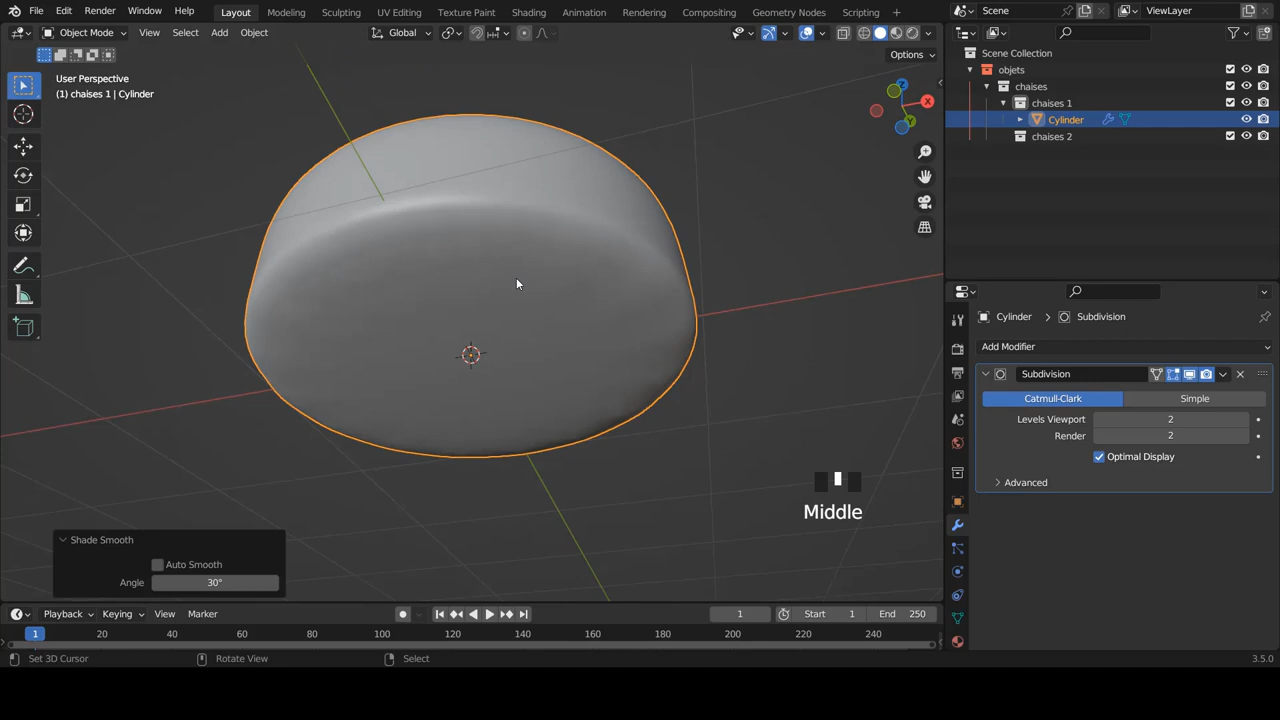 File Edit Render Window Help Layout Modeling Sculpting UV Editing Texture Paint Shading Animation Rendering Compositing Geometry Nodes Scripting + Scene ViewLayer
Object Mode View Select Add Object Global
Options
User Perspective
(1) chaises 1 | Cylinder
X
Y
Z
Scene Collection
objets
chaises
chaises 1
Cylinder
chaises 2
Cylinder > Subdivision
Add Modifier
Subdivision
Catmull-Clark Simple
Levels Viewport 2
Render 2
Optimal Display
Advanced
Middle
Shade Smooth
Auto Smooth
Angle 30°
Playback Keying View Marker 1 Start 1 End 250
1 20 40 60 80 100 120 140 160 180 200 220 240
Set 3D Cursor Rotate View Select 3.5.0